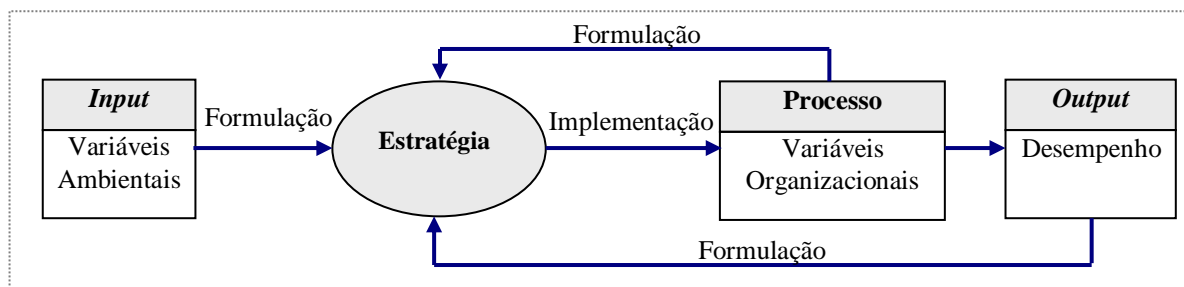 Formulação
Input
Variáveis
Ambientais
Formulação
Estratégia
Implementação
Processo
Variáveis
Organizacionais
Output
Desempenho
Formulação